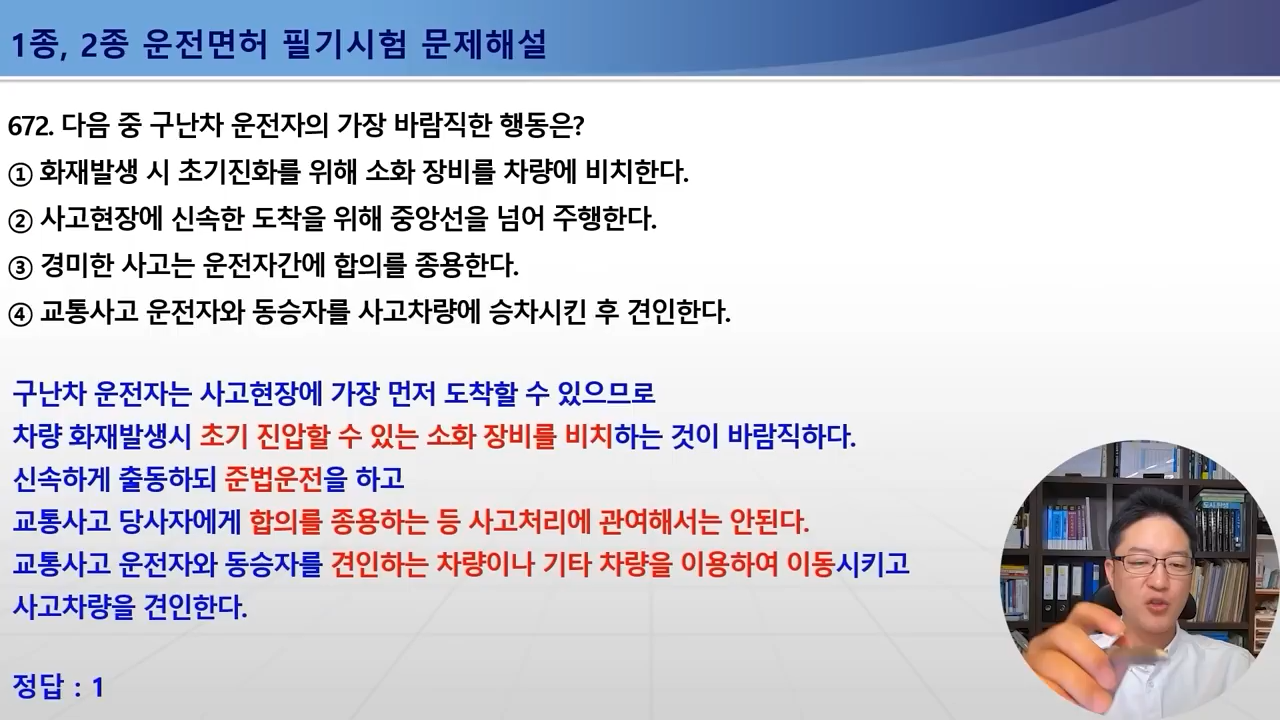 1종, 2종 운전면허 필기시험 문제해설
672. 다음 중 구난차 운전자의 가장 바람직한 행동은?
① 화재발생 시 초기진화를 위해 소화 장비를 차량에 비치한다.
② 사고현장에 신속한 도착을 위해 중앙선을 넘어 주행한다.
③ 경미한 사고는 운전자간에 합의를 종용한다.
④ 교통사고 운전자와 동승자를 사고차량에 승차시킨 후 견인한다.
구난차 운전자는 사고현장에 가장 먼저 도착할 수 있으므로
차량 화재발생시 초기 진압할 수 있는 소화 장비를 비치하는 것이 바람직하다.
신속하게 출동하되 준법운전을 하고
교통사고 당사자에게 합의를 종용하는 등 사고처리에 관여해서는 안된다.
교통사고 운전자와 동승자를 견인하는 차량이나 기타 차량을 이용하여 이동시키고
사고차량을 견인한다.
정답 : 1